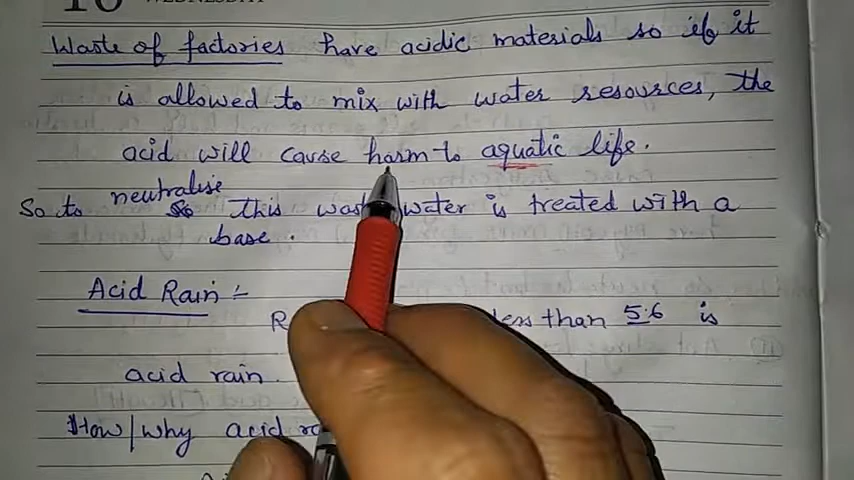 WEDNESDAY
Waste of factories have acidic materials so if it
is allowed to mix with water resources, the
acid will cause harm to aquatic life.
So to neutralise this water is treated with a
base.
Acid Rain :-
less than 5.6 is
acid rain.
How/why acid